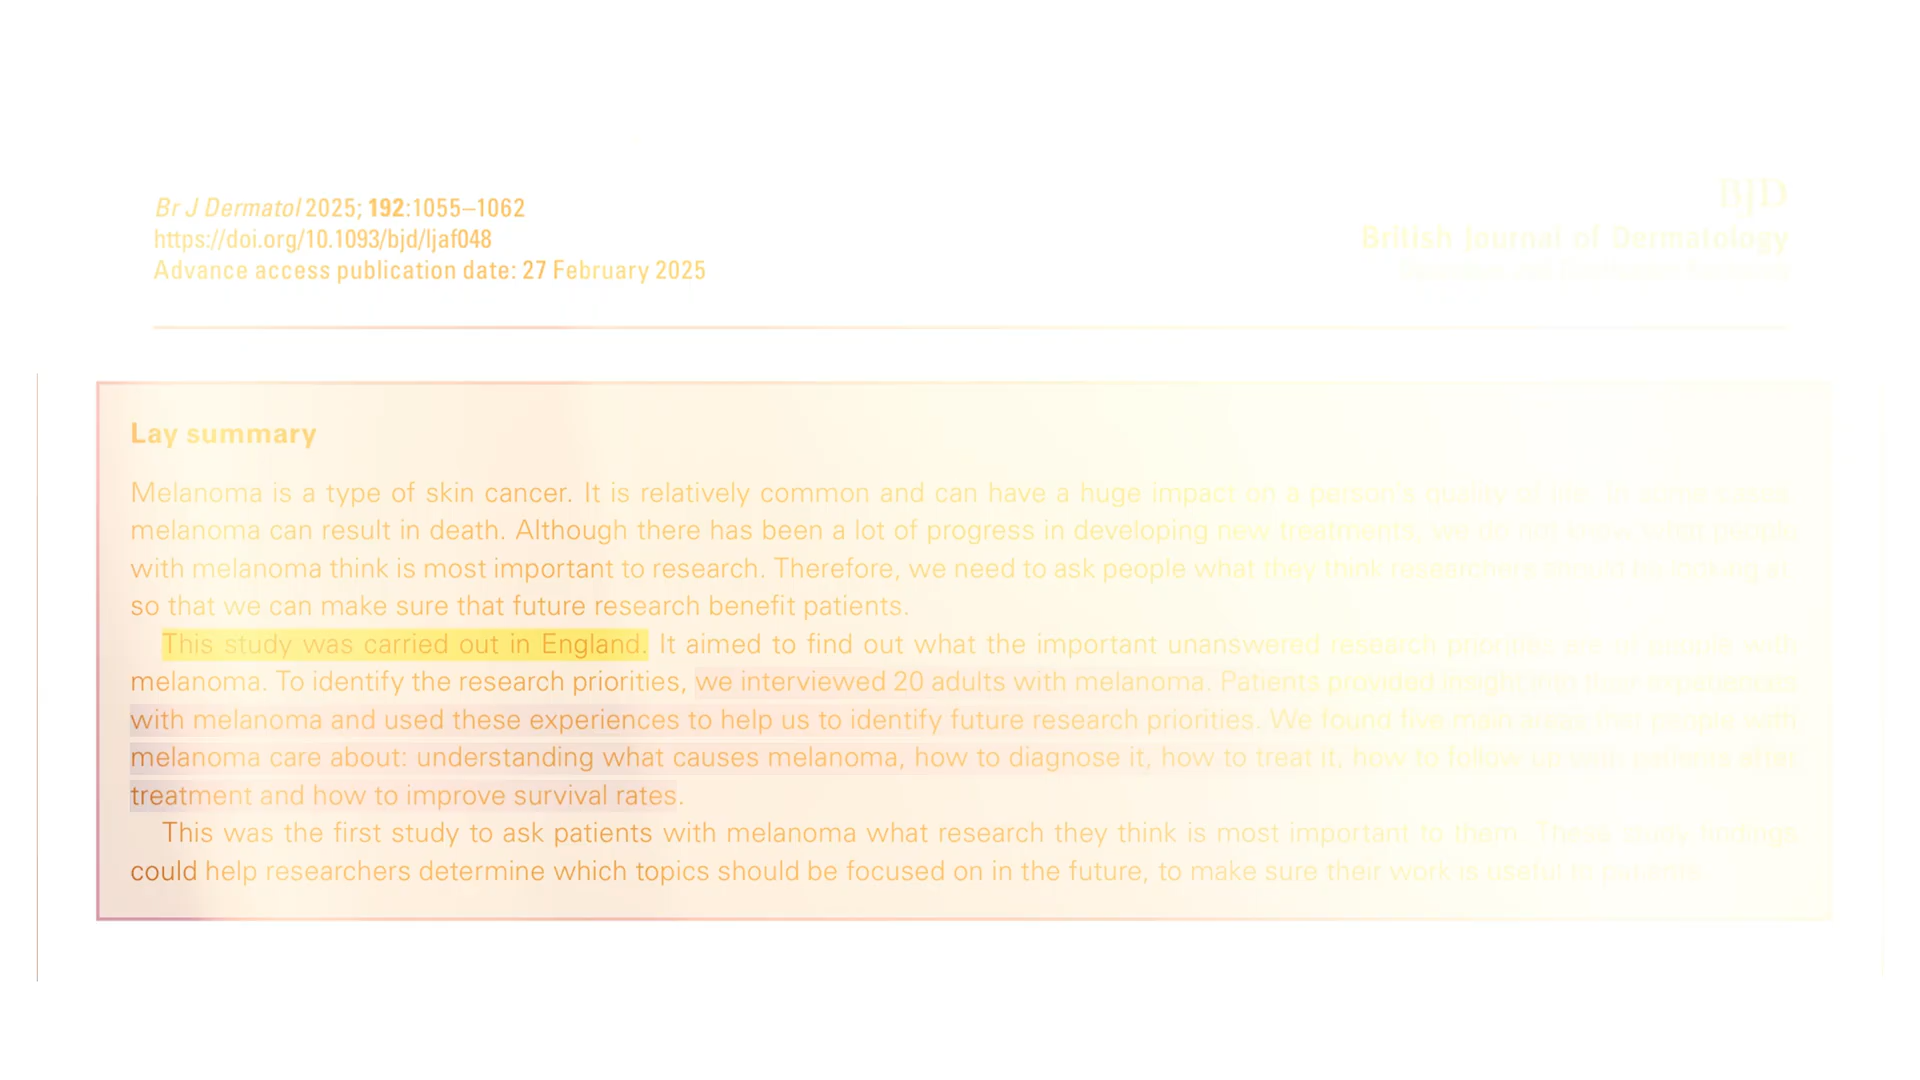 Br J Dermatol 2025; 192:1055–1062
https://doi.org/10.1093/bjd/ljaf048
Advance access publication date: 27 February 2025
BJD
British Journal of Dermatology
Lay summary
Melanoma is a type of skin cancer. It is relatively common and can have a huge impact on a person's quality of life. In some cases,
melanoma can result in death. Although there has been a lot of progress in developing new treatments, we do not know what people
with melanoma think is most important to research. Therefore, we need to ask people what they think researchers should be looking at,
so that we can make sure that future research benefit patients.
This study was carried out in England. It aimed to find out what the important unanswered research priorities are of people with
melanoma. To identify the research priorities, we interviewed 20 adults with melanoma. Patients provided insight into their experiences
with melanoma and used these experiences to help us to identify future research priorities. We found five main areas that people with
melanoma care about: understanding what causes melanoma, how to diagnose it, how to treat it, how to follow up with patients after
treatment and how to improve survival rates.
This was the first study to ask patients with melanoma what research they think is most important to them. These study findings
could help researchers determine which topics should be focused on in the future, to make sure their work is useful to patients.